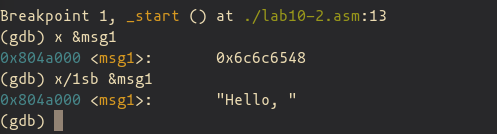 Breakpoint 1, _start () at ./lab10-2.asm:13
(gdb) x &msg1
0x804a000 <msg1>:	0x6c6c6548
(gdb) x/1sb &msg1
0x804a000 <msg1>:	"Hello, "
(gdb)